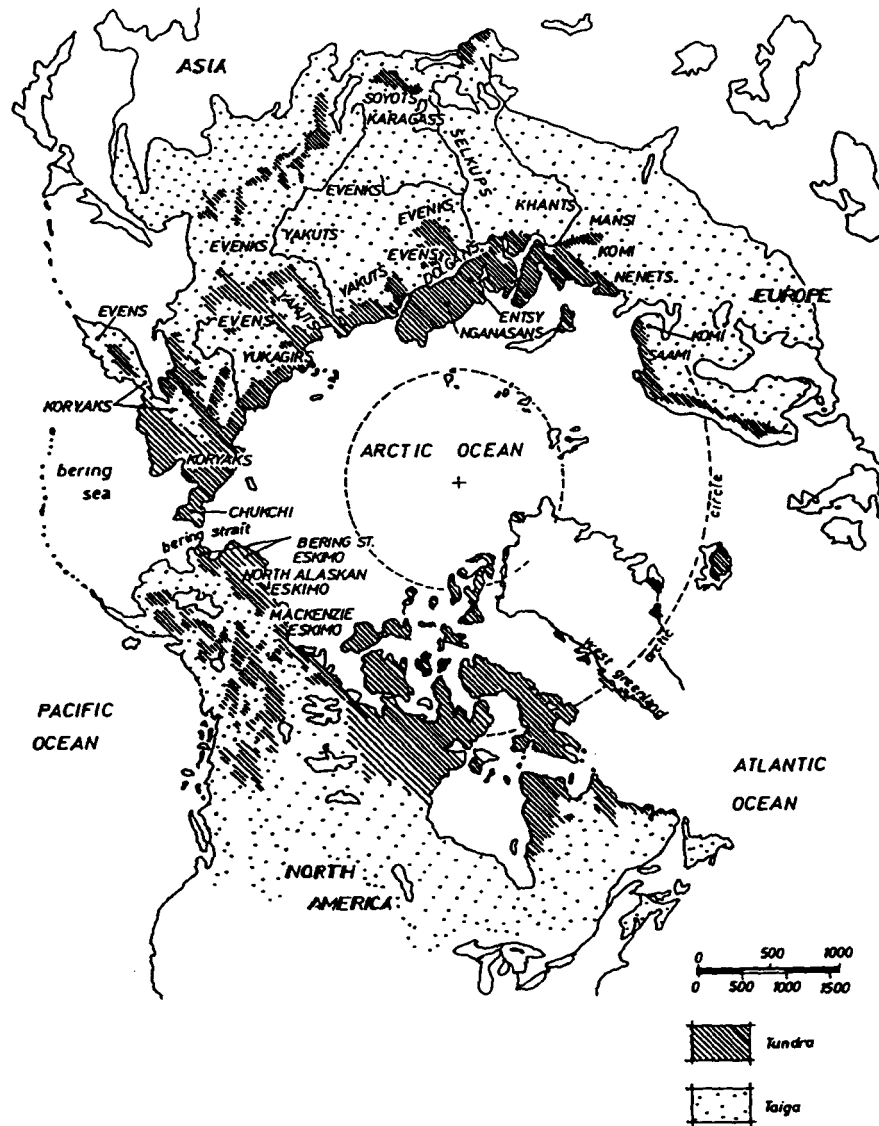 ASIA
SOYOTS
KARAGASS
SELKUPS
EVENKS
EVENKS
KHANTS
MANSI
EVENKS
YAKUTS
EVENSI
DOLGANS
KOMI
NENETS
YAKUTS
EUROPE
EVENS
EVENS
YAKUTS
ENTSY
NGANASANS
KOMI
SAAMI
YUKAGIRS
KORYAKS
ARCTIC OCEAN
KORYAKS
bering
sea
circle
CHUKCHI
bering strait
BERING ST.
ESKIMO
NORTH ALASKAN
ESKIMO
MACKENZIE
ESKIMO
arctic
west greenland
PACIFIC
OCEAN
ATLANTIC
OCEAN
NORTH
AMERICA
0 500 1000
0 500 1000 1500
Tundra
Taiga